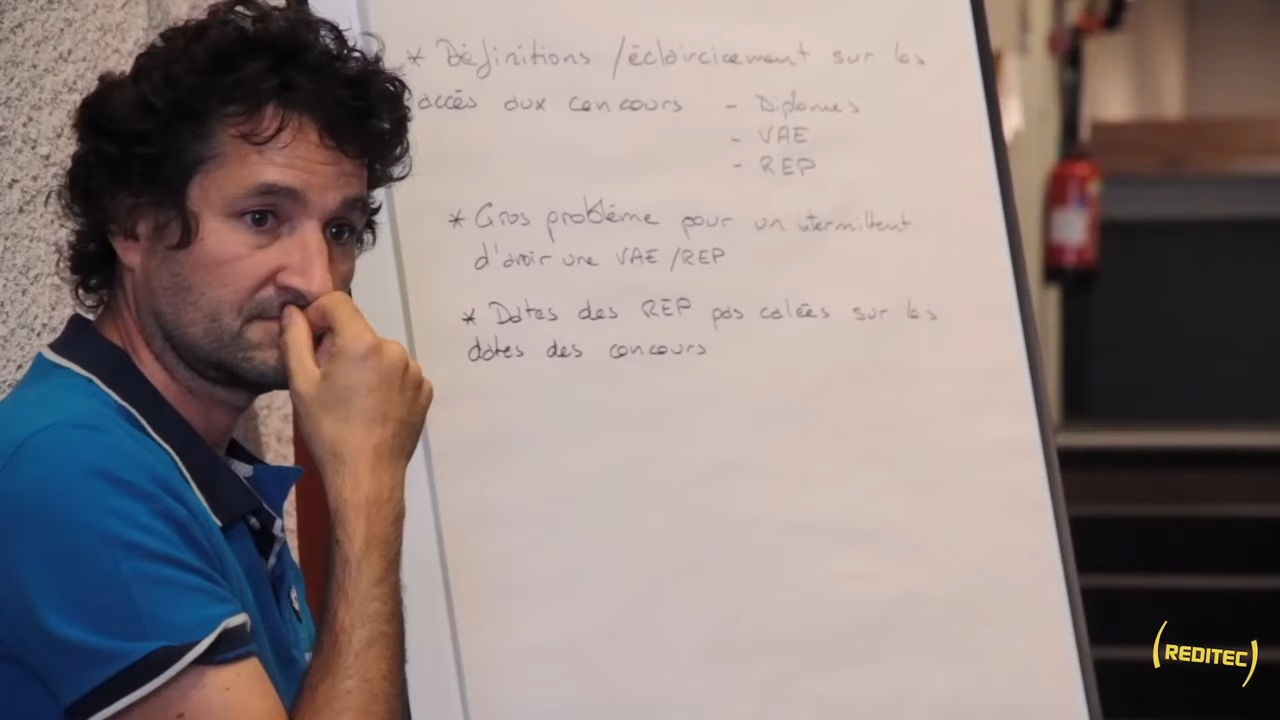 * Définitions / éclaircicement sur les
accès aux concours - Diplomes
- VAE
- REP
* Gros problème pour un itermittent
d'avoir une VAE / REP
* Dates des REP pas calées sur les
dates des concours
(REDITEC)